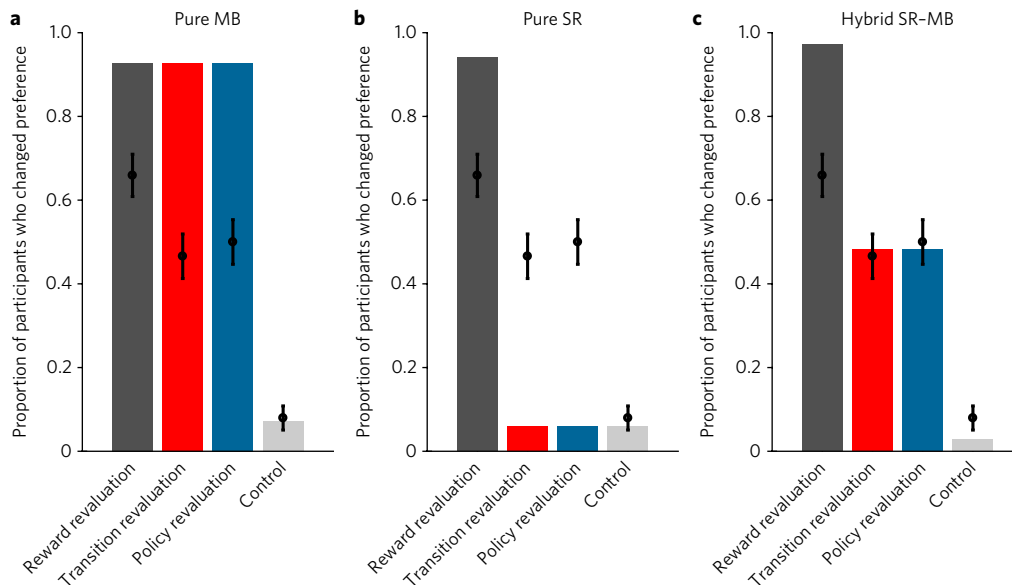 a
Pure MB
Proportion of participants who changed preference
1.0
0.8
0.6
0.4
0.2
0
Reward revaluation
Transition revaluation
Policy revaluation
Control
b
Pure SR
Proportion of participants who changed preference
1.0
0.8
0.6
0.4
0.2
0
Reward revaluation
Transition revaluation
Policy revaluation
Control
c
Hybrid SR–MB
Proportion of participants who changed preference
1.0
0.8
0.6
0.4
0.2
0
Reward revaluation
Transition revaluation
Policy revaluation
Control